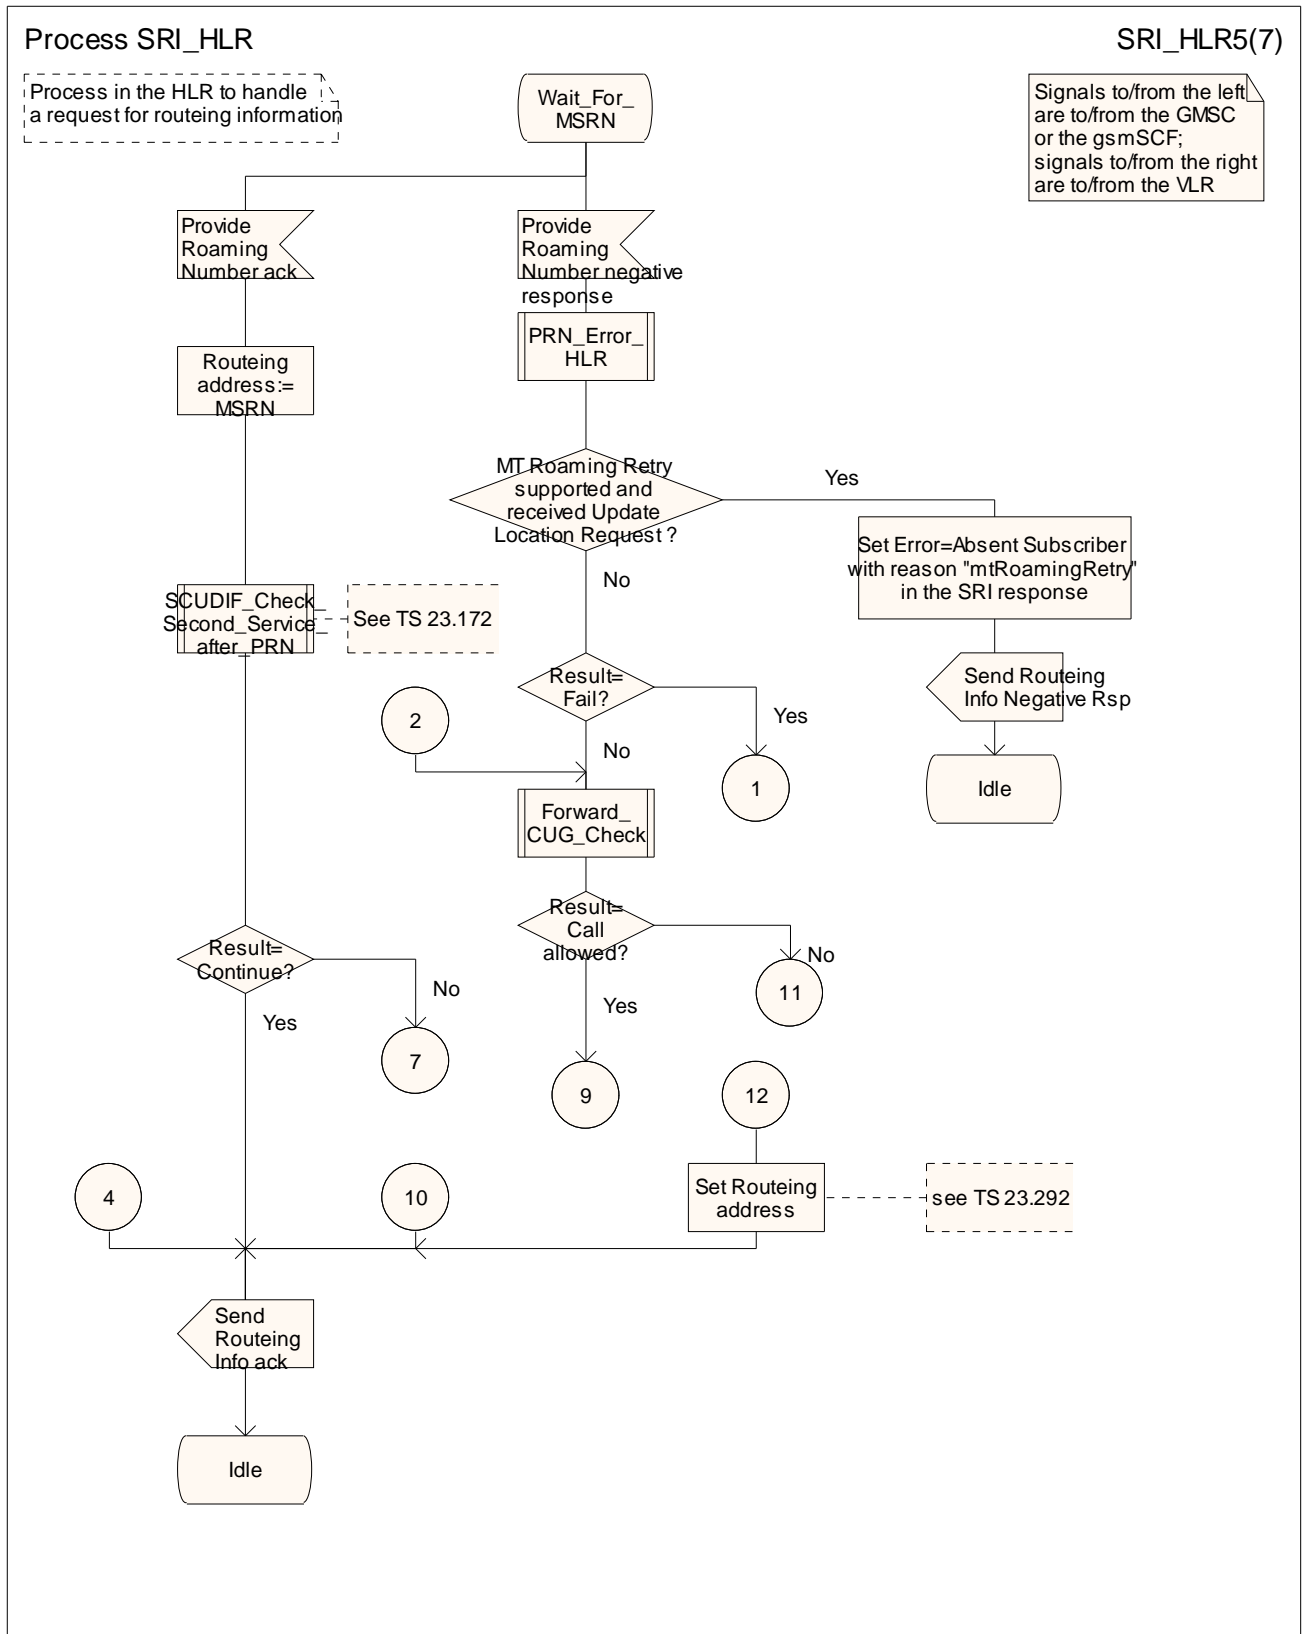 Process SRI_HLR
SRI_HLR5(7)
Process in the HLR to handle
a request for routeing information
Wait_For_
MSRN
Signals to/from the left
are to/from the GMSC
or the gsmSCF;
signals to/from the right
are to/from the VLR
Provide
Roaming
Number ack
Provide
Roaming
Number negative
response
PRN_Error_
HLR
Routeing
address:=
MSRN
MT Roaming Retry
supported and
received Update
Location Request ?
Yes
No
Set Error=Absent Subscriber
with reason "mtRoamingRetry"
in the SRI response
SCUDIF_Check_
Second_Service_
after_PRN
See TS 23.172
Result=
Fail?
Yes
No
Send Routeing
Info Negative Rsp
2
1
Idle
Forward_
CUG_Check
Result=
Call
allowed?
No
Yes
11
Result=
Continue?
No
Yes
7
9
12
4
10
Set Routeing
address
see TS 23.292
Send
Routeing
Info ack
Idle